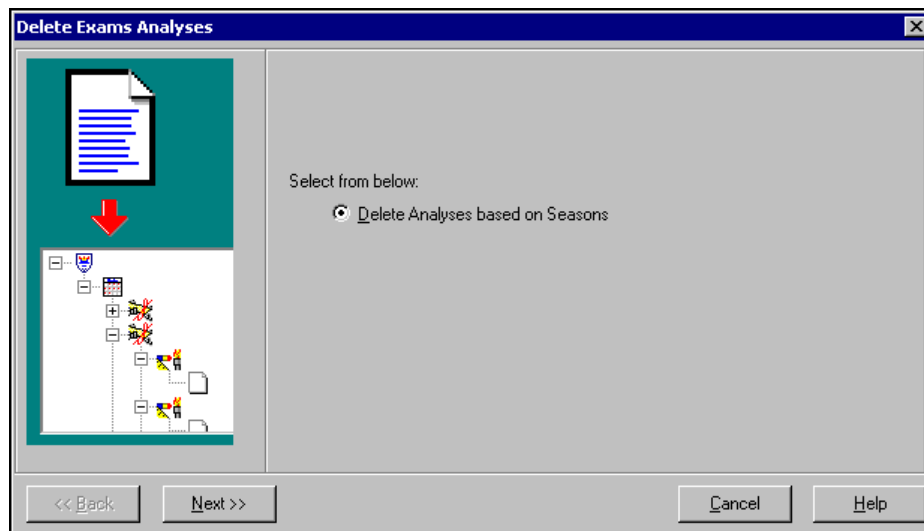 Delete Exams Analyses
Select from below:
Delete Analyses based on Seasons
<< Back
Next >>
Cancel
Help